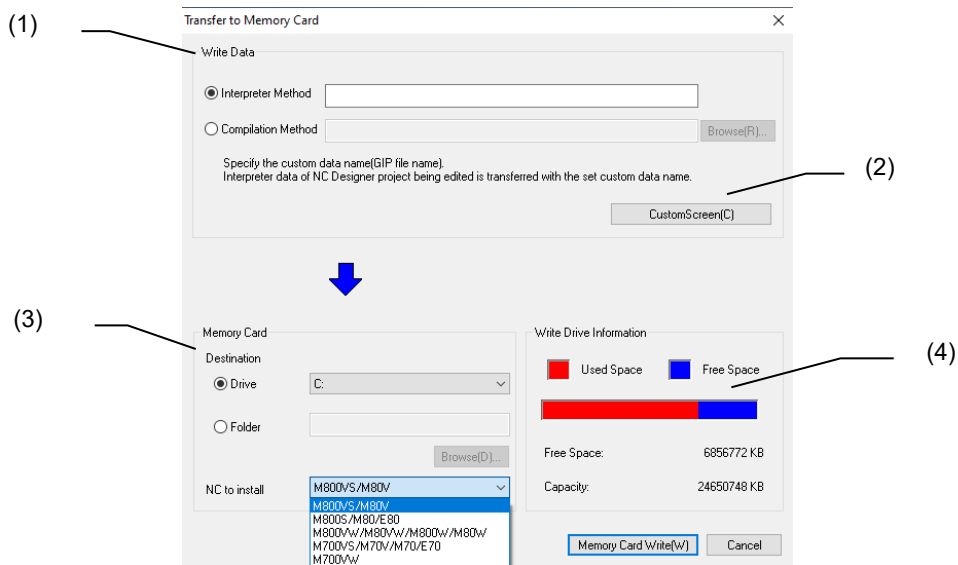 Transfer to Memory Card
(1)
Write Data
Interpreter Method
Compilation Method
Browse(R)...
Specify the custom data name(GIP file name).
Interpreter data of NC Designer project being edited is transferred with the set custom data name.
(2)
CustomScreen(C)
(3)
Memory Card
Destination
Drive
C:
Folder
Browse(D)...
NC to install
M800VS/M80V
M800VS/M80V
M800S/M80/E80
M800VW/M80VW/M800W/M80W
M700VS/M70V/M70/E70
M700VW
Write Drive Information
(4)
Used Space
Free Space
Free Space:
6856772 KB
Capacity:
24650748 KB
Memory Card Write(W)
Cancel